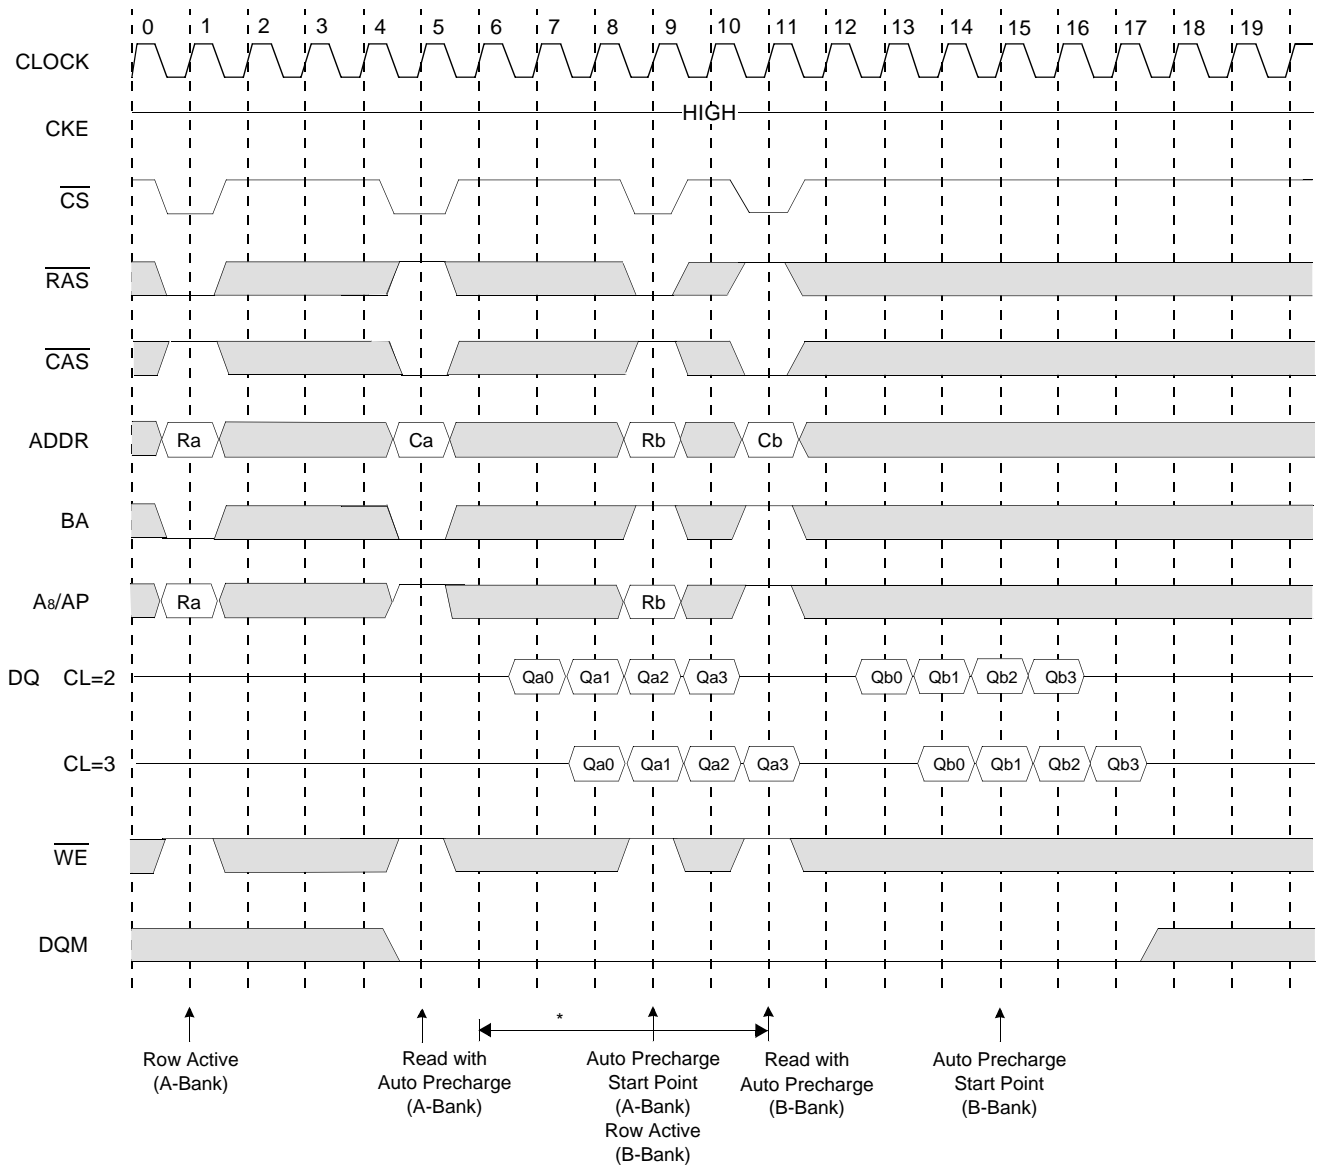 0 1 2 3 4 5 6 7 8 9 10 11 12 13 14 15 16 17 18 19
CLOCK
HIGH
CKE
CS
RAS
CAS
ADDR Ra Ca Rb Cb
BA
A8/AP Ra Rb
DQ CL=2 Qa0 Qa1 Qa2 Qa3 Qb0 Qb1 Qb2 Qb3
CL=3 Qa0 Qa1 Qa2 Qa3 Qb0 Qb1 Qb2 Qb3
WE
DQM
*
Row Active
(A-Bank)
Read with
Auto Precharge
(A-Bank)
Auto Precharge
Start Point
(A-Bank)
Row Active
(B-Bank)
Read with
Auto Precharge
(B-Bank)
Auto Precharge
Start Point
(B-Bank)